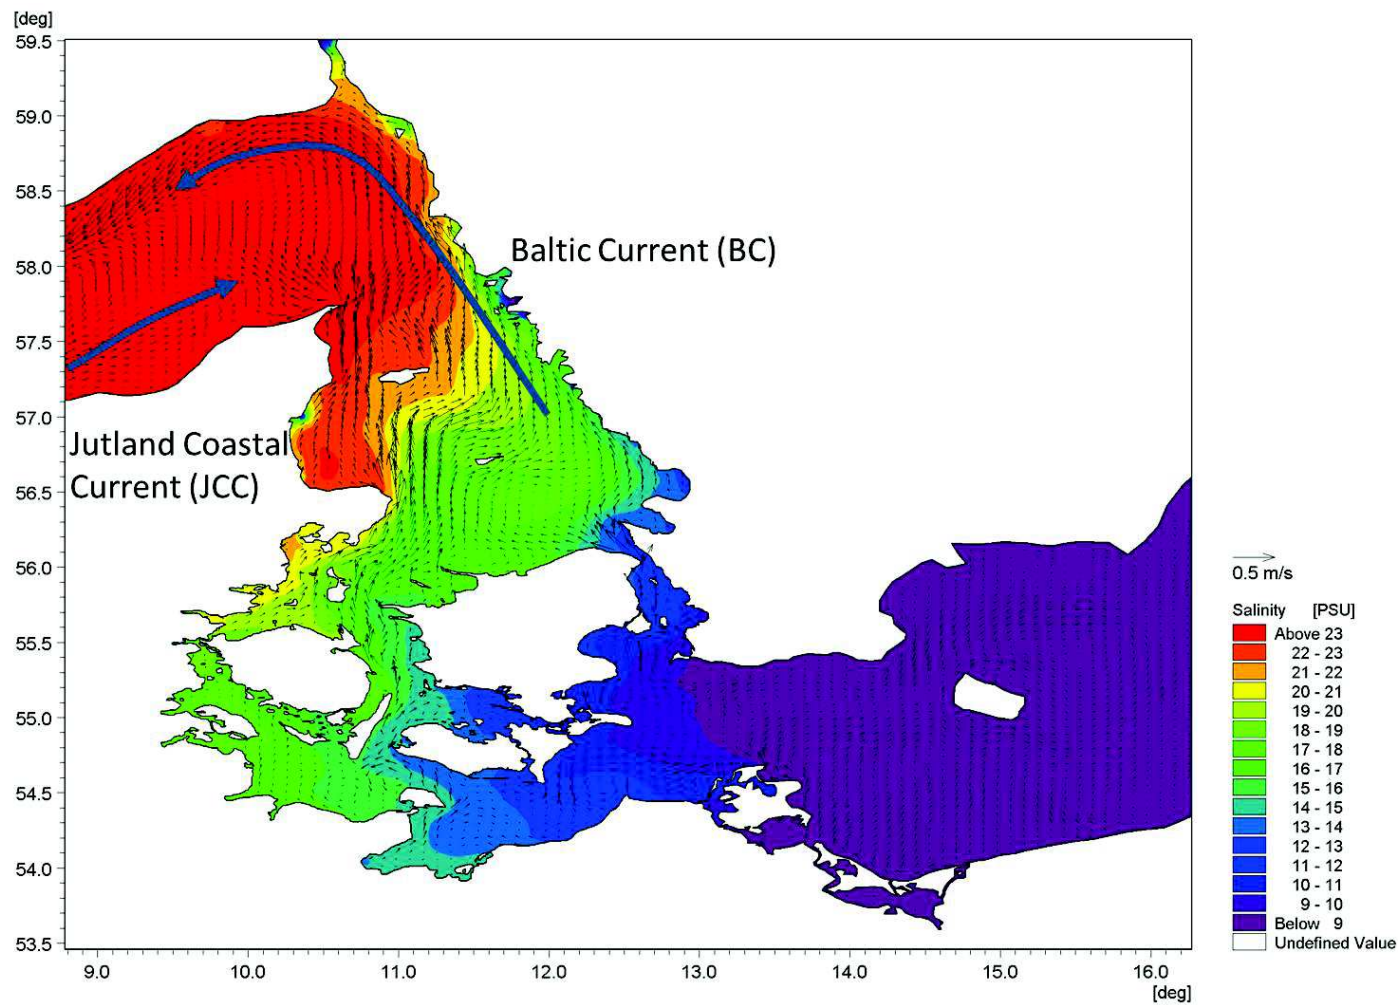 [deg]
59.5
59.0
58.5
58.0
57.5
57.0
56.5
56.0
55.5
55.0
54.5
54.0
53.5
Baltic Current (BC)
Jutland Coastal
Current (JCC)
9.0 10.0 11.0 12.0 13.0 14.0 15.0 16.0
[deg]
0.5 m/s
Salinity [PSU]
Above 23
22 - 23
21 - 22
20 - 21
19 - 20
18 - 19
17 - 18
16 - 17
15 - 16
14 - 15
13 - 14
12 - 13
11 - 12
10 - 11
9 - 10
Below 9
Undefined Value